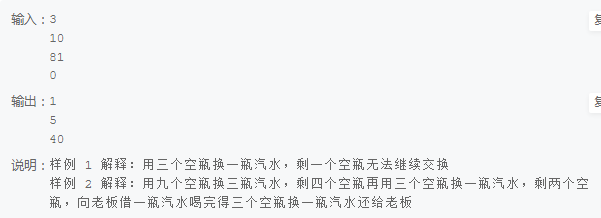 输入：3
10
81
0
输出：1
5
40
说明：样例 1 解释：用三个空瓶换一瓶汽水，剩一个空瓶无法继续交换
样例 2 解释：用九个空瓶换三瓶汽水，剩四个空瓶再用三个空瓶换一瓶汽水，剩两个空
瓶，向老板借一瓶汽水喝完得三个空瓶换一瓶汽水还给老板